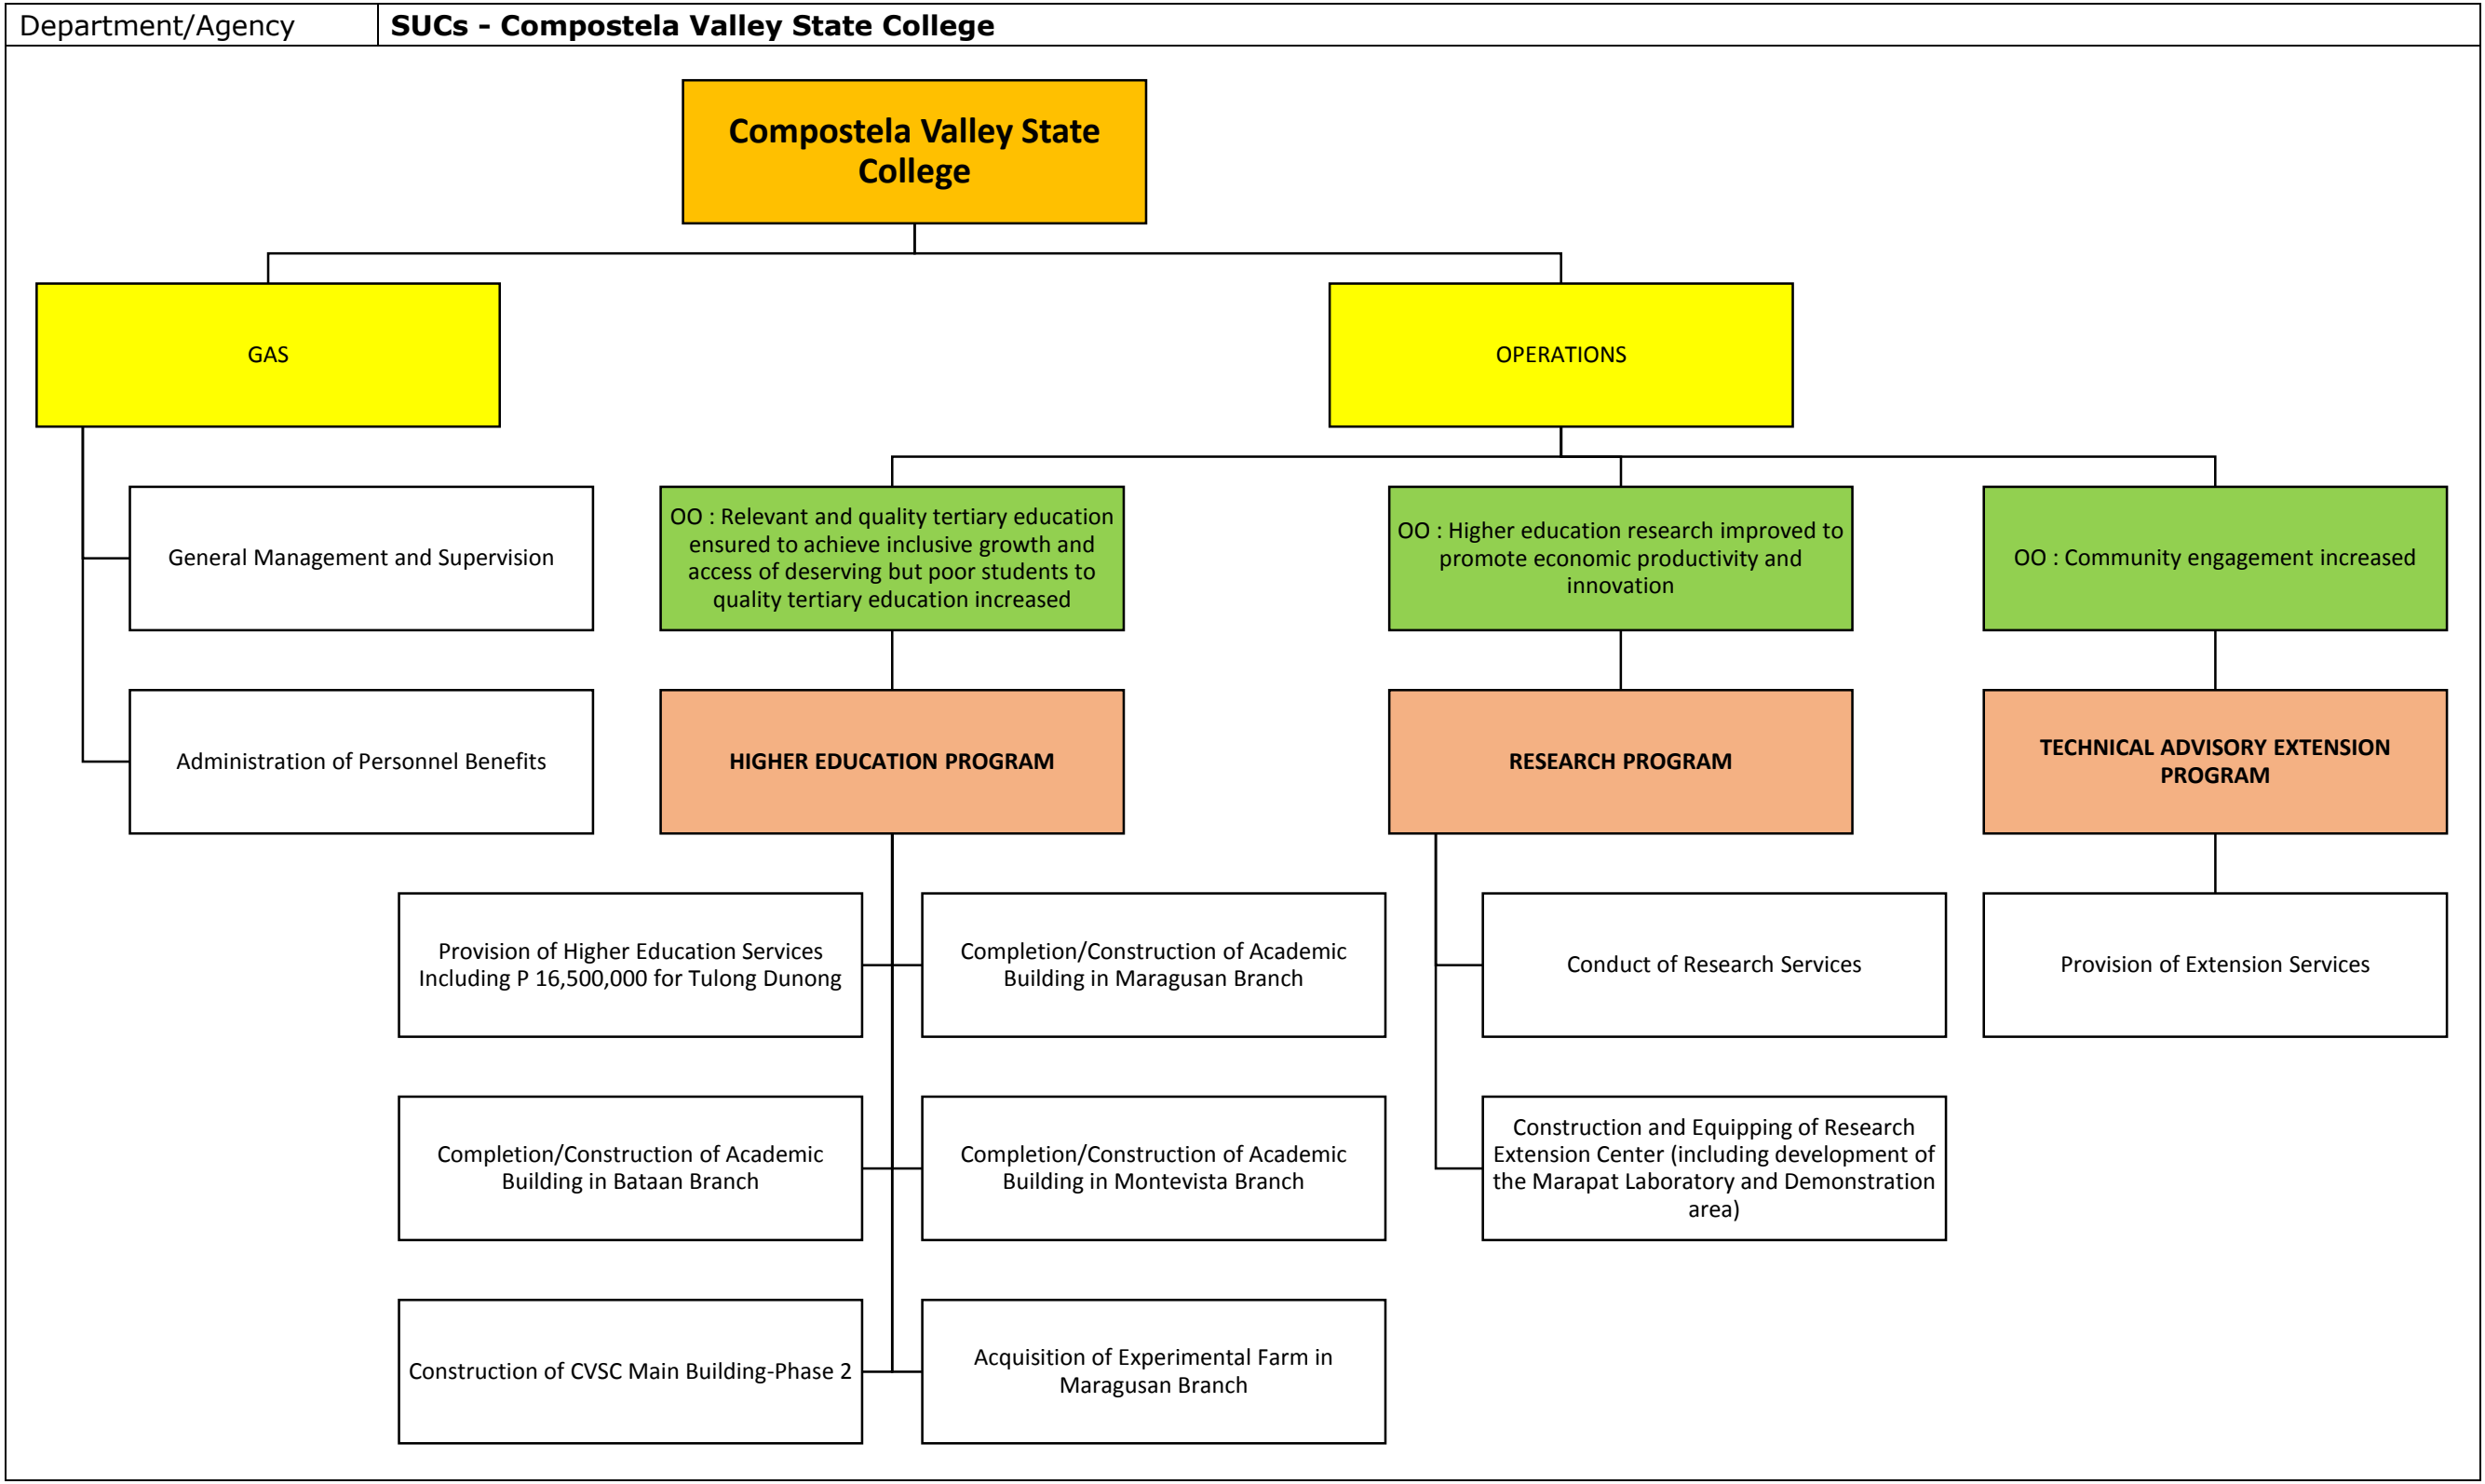 Department/Agency
SUCs - Compostela Valley State College
Compostela Valley State
College
GAS
OPERATIONS
General Management and Supervision
Administration of Personnel Benefits
OO : Relevant and quality tertiary education
ensured to achieve inclusive growth and
access of deserving but poor students to
quality tertiary education increased
OO : Higher education research improved to
promote economic productivity and
innovation
OO : Community engagement increased
HIGHER EDUCATION PROGRAM
RESEARCH PROGRAM
TECHNICAL ADVISORY EXTENSION
PROGRAM
Provision of Higher Education Services
Including P 16,500,000 for Tulong Dunong
Completion/Construction of Academic
Building in Maragusan Branch
Completion/Construction of Academic
Building in Bataan Branch
Completion/Construction of Academic
Building in Montevista Branch
Construction of CVSC Main Building-Phase 2
Acquisition of Experimental Farm in
Maragusan Branch
Conduct of Research Services
Construction and Equipping of Research
Extension Center (including development of
the Marapat Laboratory and Demonstration
area)
Provision of Extension Services